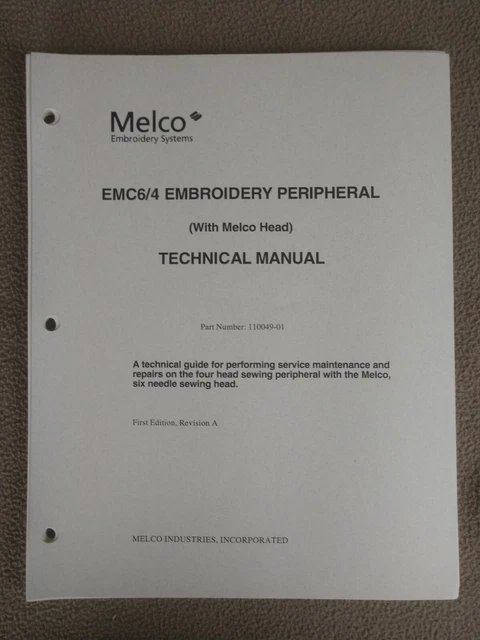 Melco
Embroidery Systems
EMC6/4 EMBROIDERY PERIPHERAL
(With Melco Head)
TECHNICAL MANUAL
Part Number: 110049-01
A technical guide for performing service maintenance and
repairs on the four head sewing peripheral with the Melco,
six needle sewing head.
First Edition, Revision A
MELCO INDUSTRIES, INCORPORATED